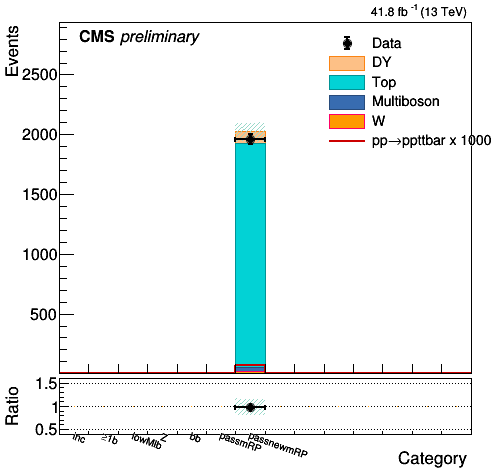 41.8 fb⁻¹ (13 TeV)
CMS preliminary
Events
Data
DY
Top
Multiboson
W
pp→ppttbar x 1000
2500
2000
1500
1000
500
Ratio
1.5
1
0.5
inc ≥1b lowMlb Z bb passmRP passnewmRP
Category